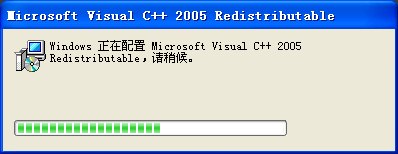 Microsoft Visual C++ 2005 Redistributable
Windows 正在配置 Microsoft Visual C++ 2005
Redistributable，请稍候。